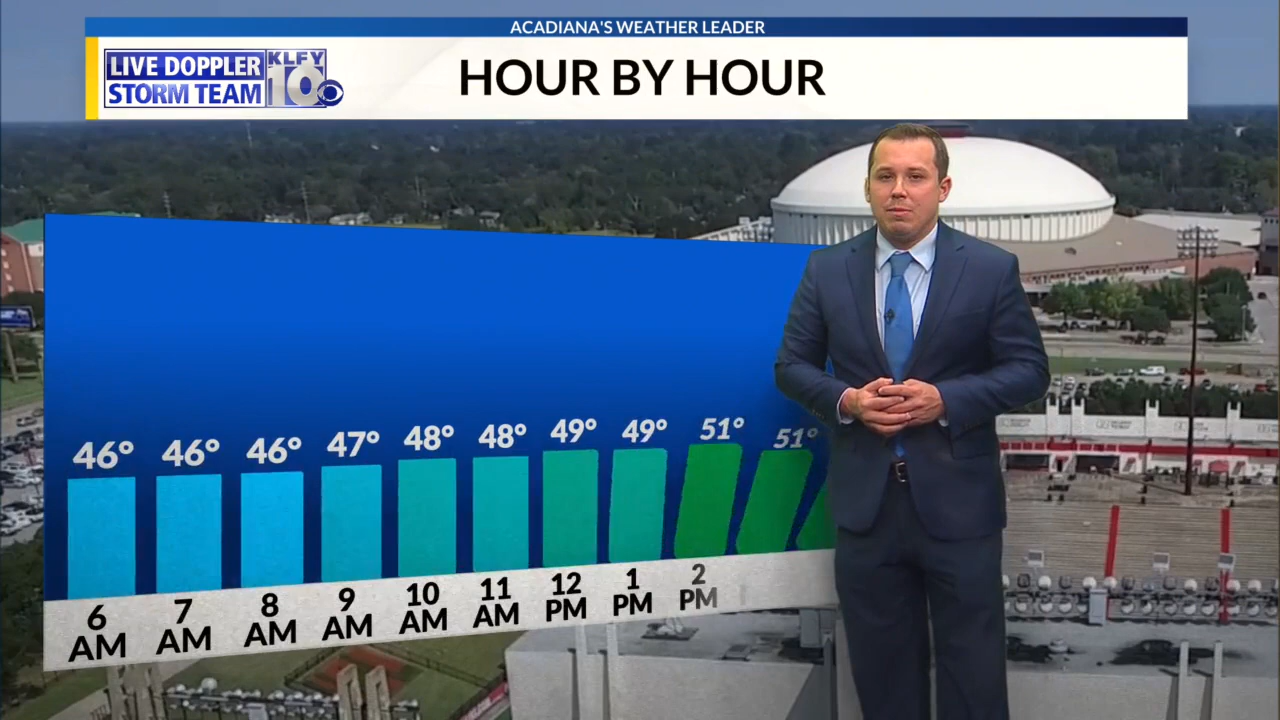 ACADIANA'S WEATHER LEADER
LIVE DOPPLER
STORM TEAM
KLFY
10
HOUR BY HOUR
46° 46° 46° 47° 48° 48° 49° 49° 51° 51°
6 AM 7 AM 8 AM 9 AM 10 AM 11 AM 12 PM 1 PM 2 PM